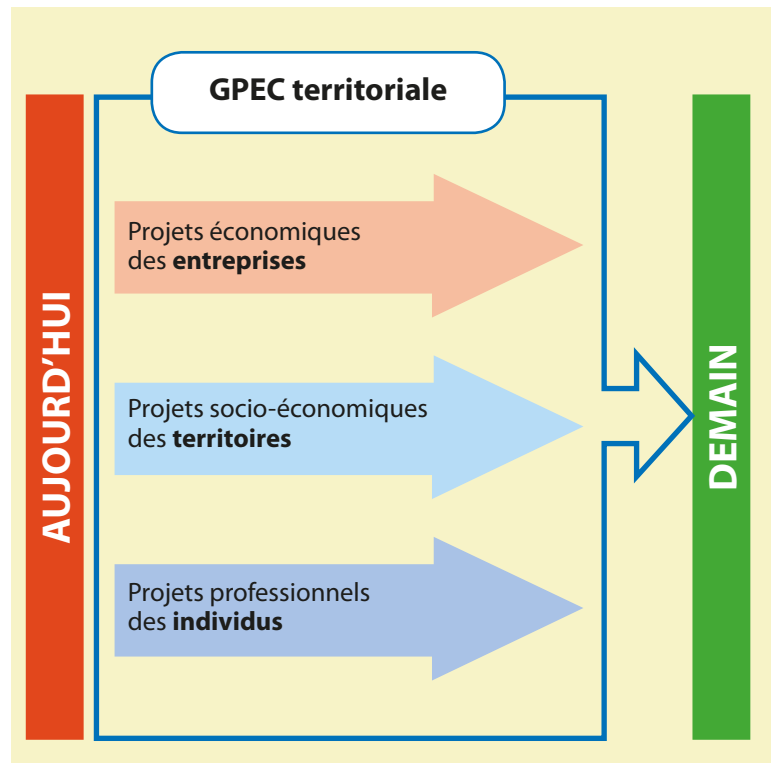 GPEC territoriale
AUJOURD'HUI
Projets économiques
des entreprises
Projets socio-économiques
des territoires
Projets professionnels
des individus
DEMAIN